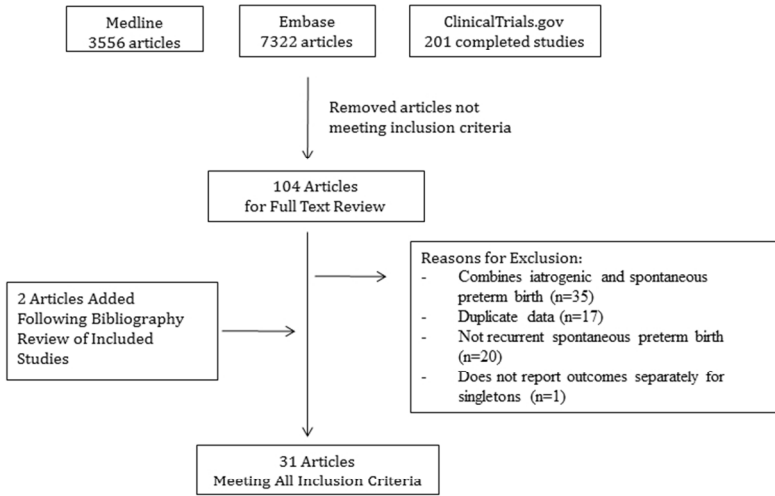 Medline
3556 articles
Embase
7322 articles
ClinicalTrials.gov
201 completed studies
Removed articles not
meeting inclusion criteria
104 Articles
for Full Text Review
Reasons for Exclusion:
- Combines iatrogenic and spontaneous
preterm birth (n=35)
- Duplicate data (n=17)
- Not recurrent spontaneous preterm birth
(n=20)
- Does not report outcomes separately for
singletons (n=1)
2 Articles Added
Following Bibliography
Review of Included
Studies
31 Articles
Meeting All Inclusion Criteria